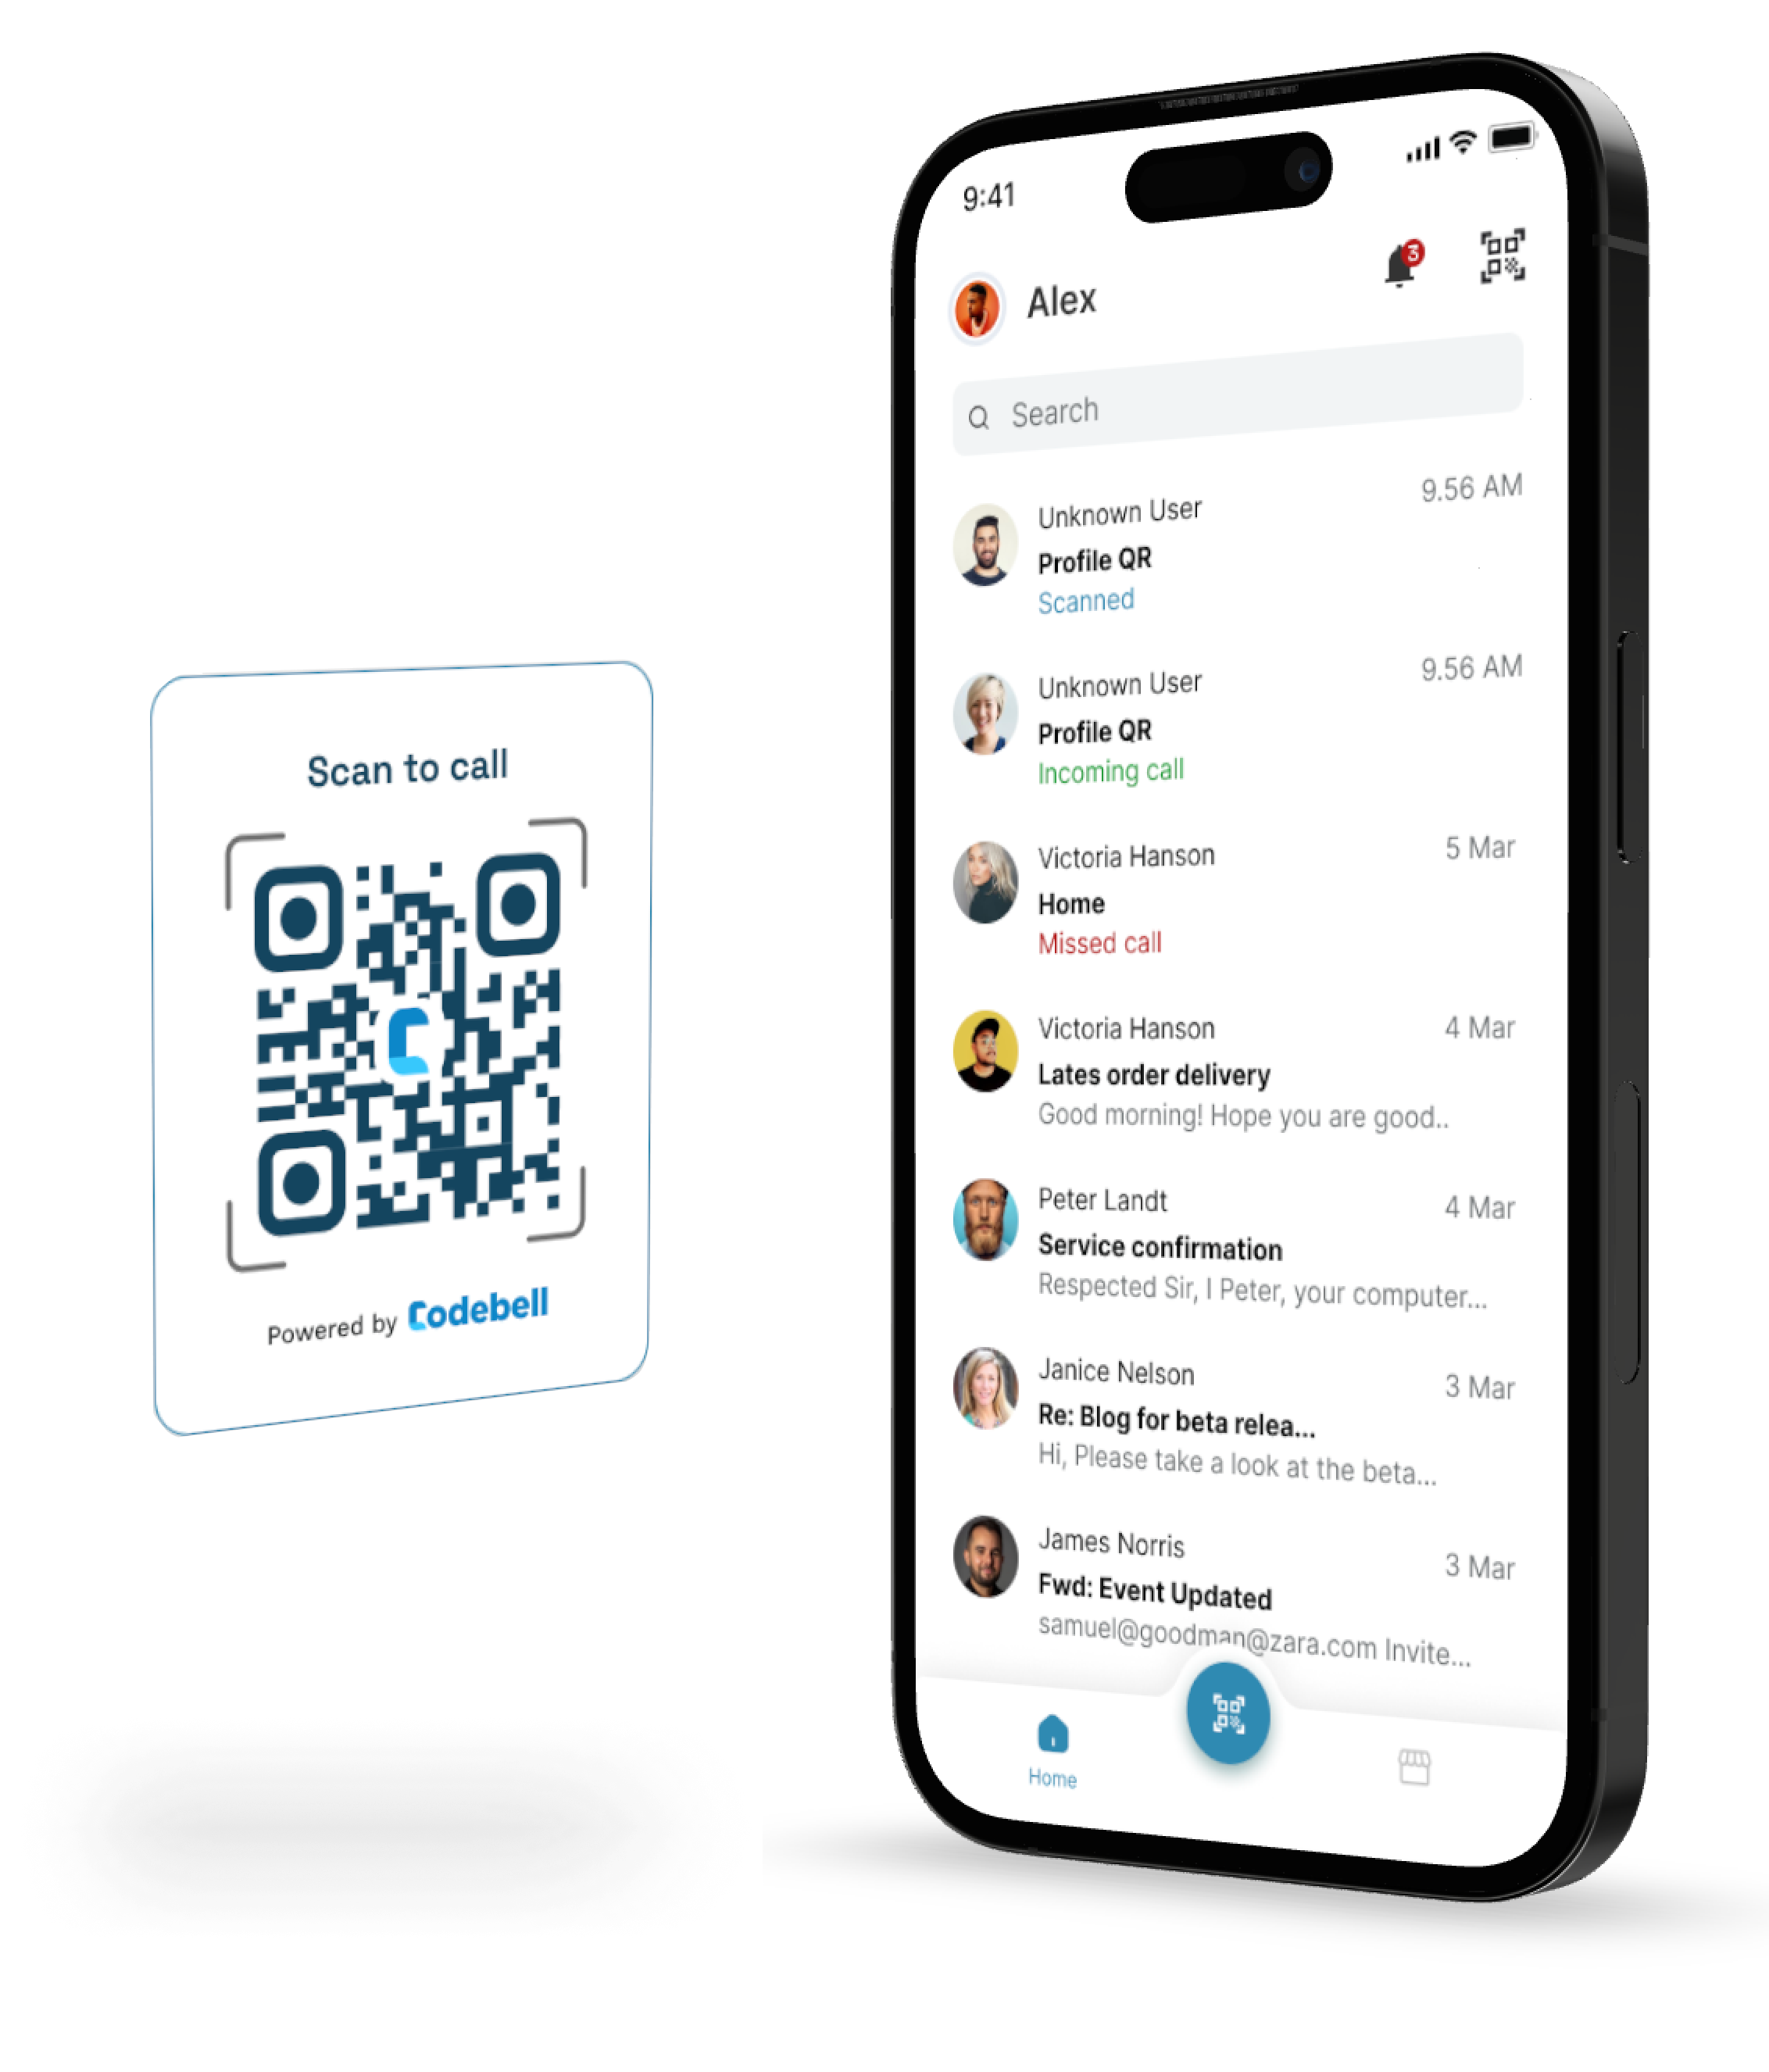 Scan to call
Powered by Codebell
9:41
3
Alex
Search
Unknown User
9.56 AM
Profile QR
Scanned
Unknown User
9.56 AM
Profile QR
Incoming call
Victoria Hanson
5 Mar
Home
Missed call
Victoria Hanson
4 Mar
Lates order delivery
Good morning! Hope you are good..
Peter Landt
4 Mar
Service confirmation
Respected Sir, I Peter, your computer...
Janice Nelson
3 Mar
Re: Blog for beta relea...
Hi, Please take a look at the beta...
James Norris
3 Mar
Fwd: Event Updated
samuel@goodman@zara.com Invite...
Home